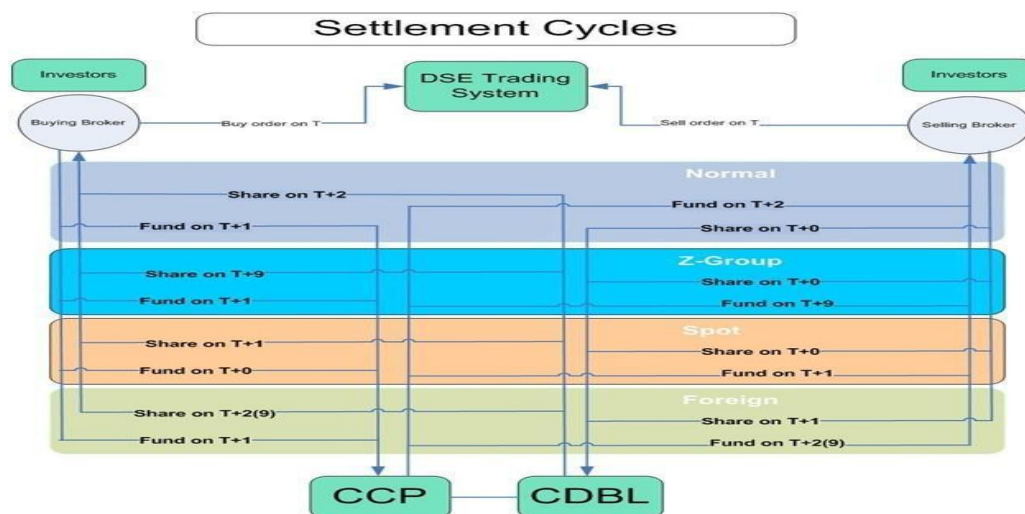 Settlement Cycles
Investors
DSE Trading
System
Investors
Buying Broker
Buy order on T
Sell order on T
Selling Broker
Normal
Share on T+2
Fund on T+2
Fund on T+1
Share on T+0
Z-Group
Share on T+9
Share on T+0
Fund on T+1
Fund on T+9
Spot
Share on T+1
Share on T+0
Fund on T+0
Fund on T+1
Foreign
Share on T+2(9)
Share on T+1
Fund on T+1
Fund on T+2(9)
CCP
CDBL